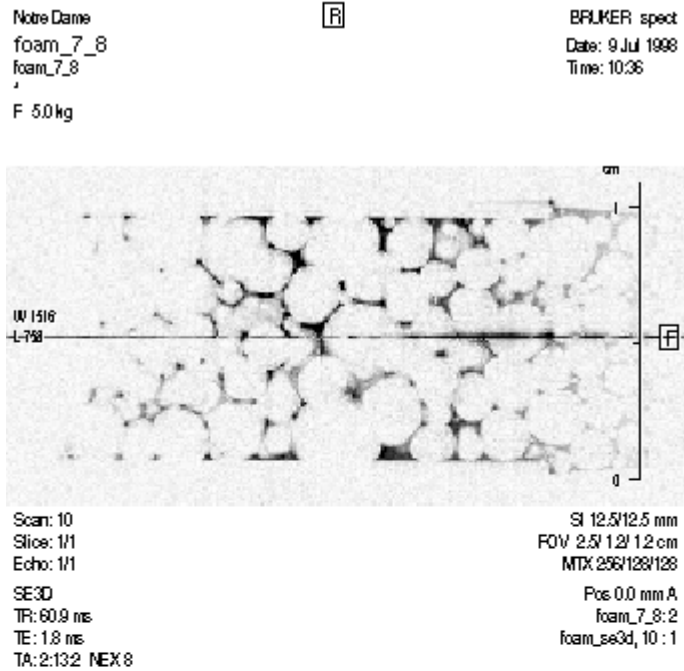 Notre Dame
foam_7_8
foam_7_8
F 5.0 kg
R
BRUKER spect
Date: 9 Jul 1998
Time: 10:36
cm
1
W 1516
L -758
F
0
Scan: 10
Slice: 1/1
Echo: 1/1
SE3D
TR: 60.9 ms
TE: 1.8 ms
TA: 2:13:2 NEX 8
SI 12.5/12.5 mm
FOV 2.5/1.2/1.2 cm
MTX 256/128/128
Pos 0.0 mm A
foam_7_8: 2
foam_se3d, 10 : 1